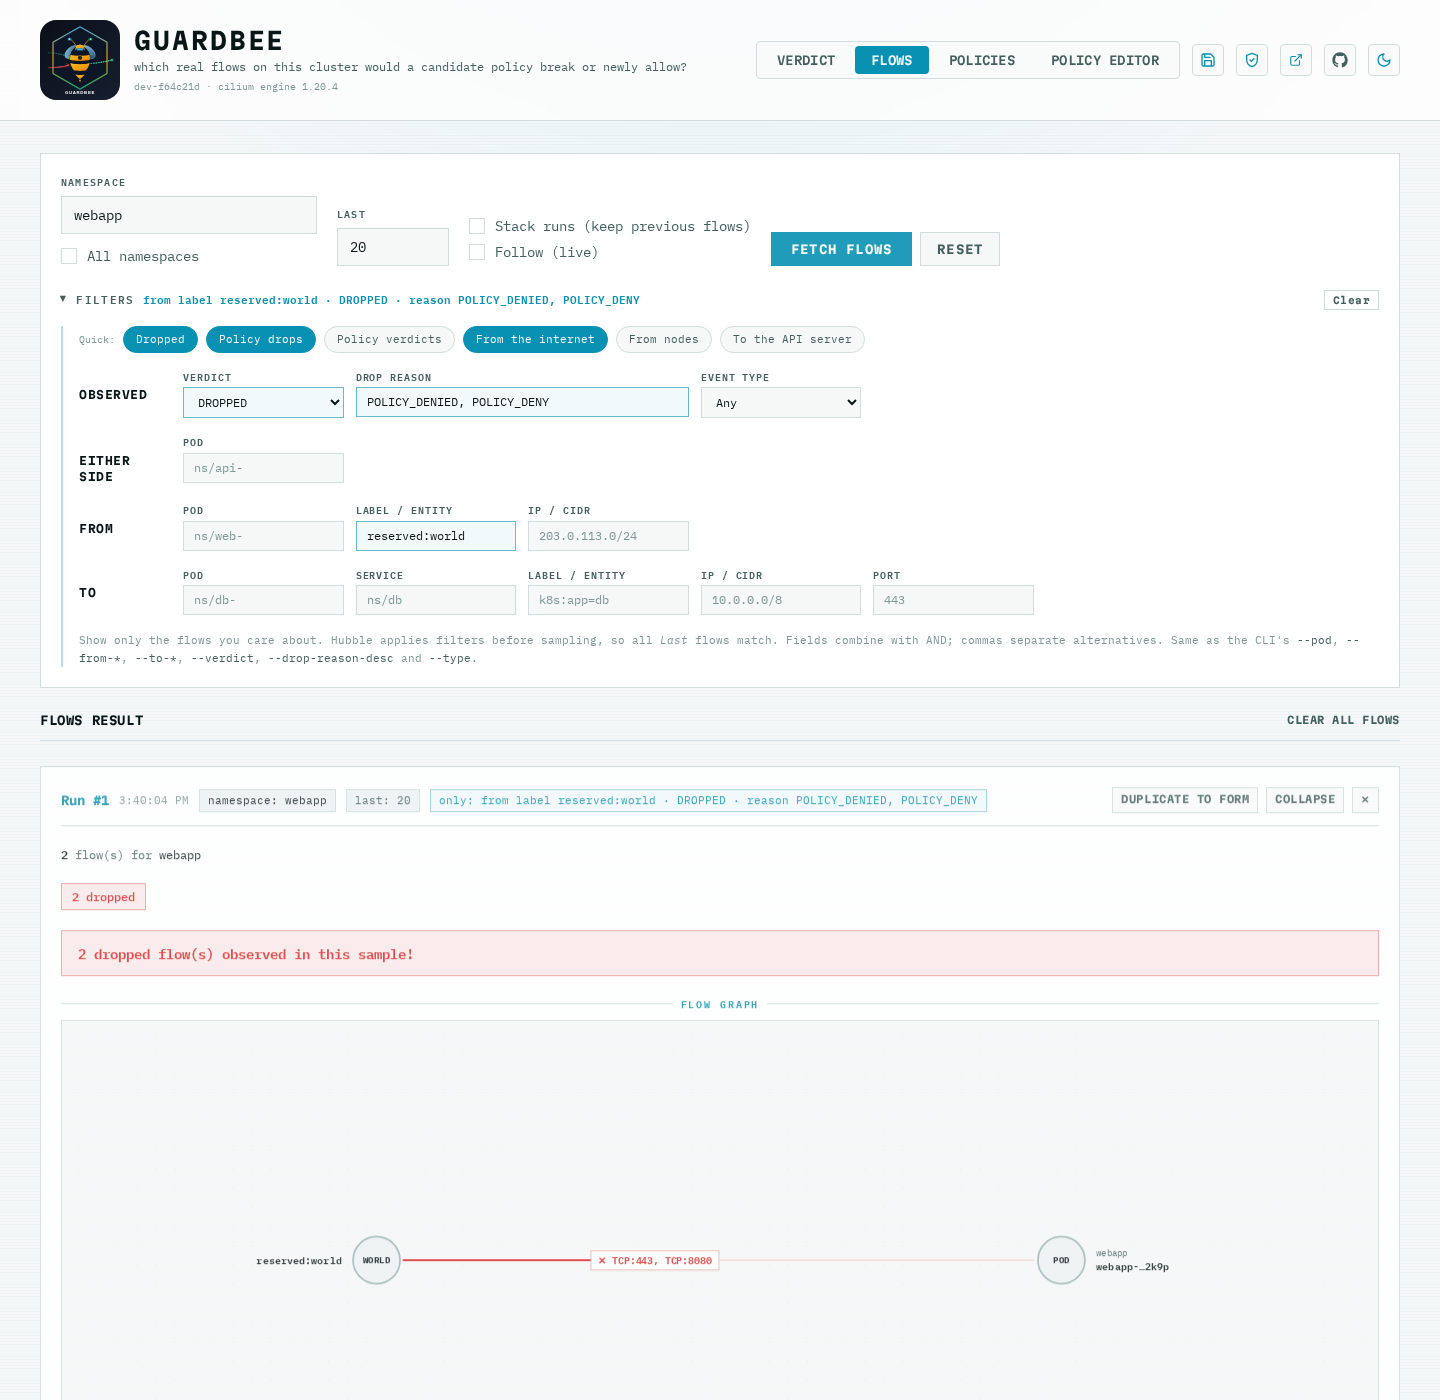 GUARDBEE
GUARDBEE
which real flows on this cluster would a candidate policy break or newly allow?
dev-f64c21d · cilium engine 1.20.4
VERDICT
FLOWS
POLICIES
POLICY EDITOR
NAMESPACE
webapp
All namespaces
LAST
20
Stack runs (keep previous flows)
Follow (live)
FETCH FLOWS
RESET
▼ FILTERS from label reserved:world · DROPPED · reason POLICY_DENIED, POLICY_DENY
Clear
Quick: Dropped Policy drops Policy verdicts From the internet From nodes To the API server
OBSERVED
VERDICT
DROPPED
DROP REASON
POLICY_DENIED, POLICY_DENY
EVENT TYPE
Any
EITHER
SIDE
POD
ns/api-
FROM
POD
ns/web-
LABEL / ENTITY
reserved:world
IP / CIDR
203.0.113.0/24
TO
POD
ns/db-
SERVICE
ns/db
LABEL / ENTITY
k8s:app=db
IP / CIDR
10.0.0.0/8
PORT
443
Show only the flows you care about. Hubble applies filters before sampling, so all Last flows match. Fields combine with AND; commas separate alternatives. Same as the CLI's --pod, --
from-*, --to-*, --verdict, --drop-reason-desc and --type.
FLOWS RESULT
CLEAR ALL FLOWS
Run #1 3:40:04 PM namespace: webapp last: 20 only: from label reserved:world · DROPPED · reason POLICY_DENIED, POLICY_DENY
DUPLICATE TO FORM
COLLAPSE
×
2 flow(s) for webapp
2 dropped
2 dropped flow(s) observed in this sample!
FLOW GRAPH
reserved:world
WORLD
× TCP:443, TCP:8080
POD
webapp
webapp-…2k9p